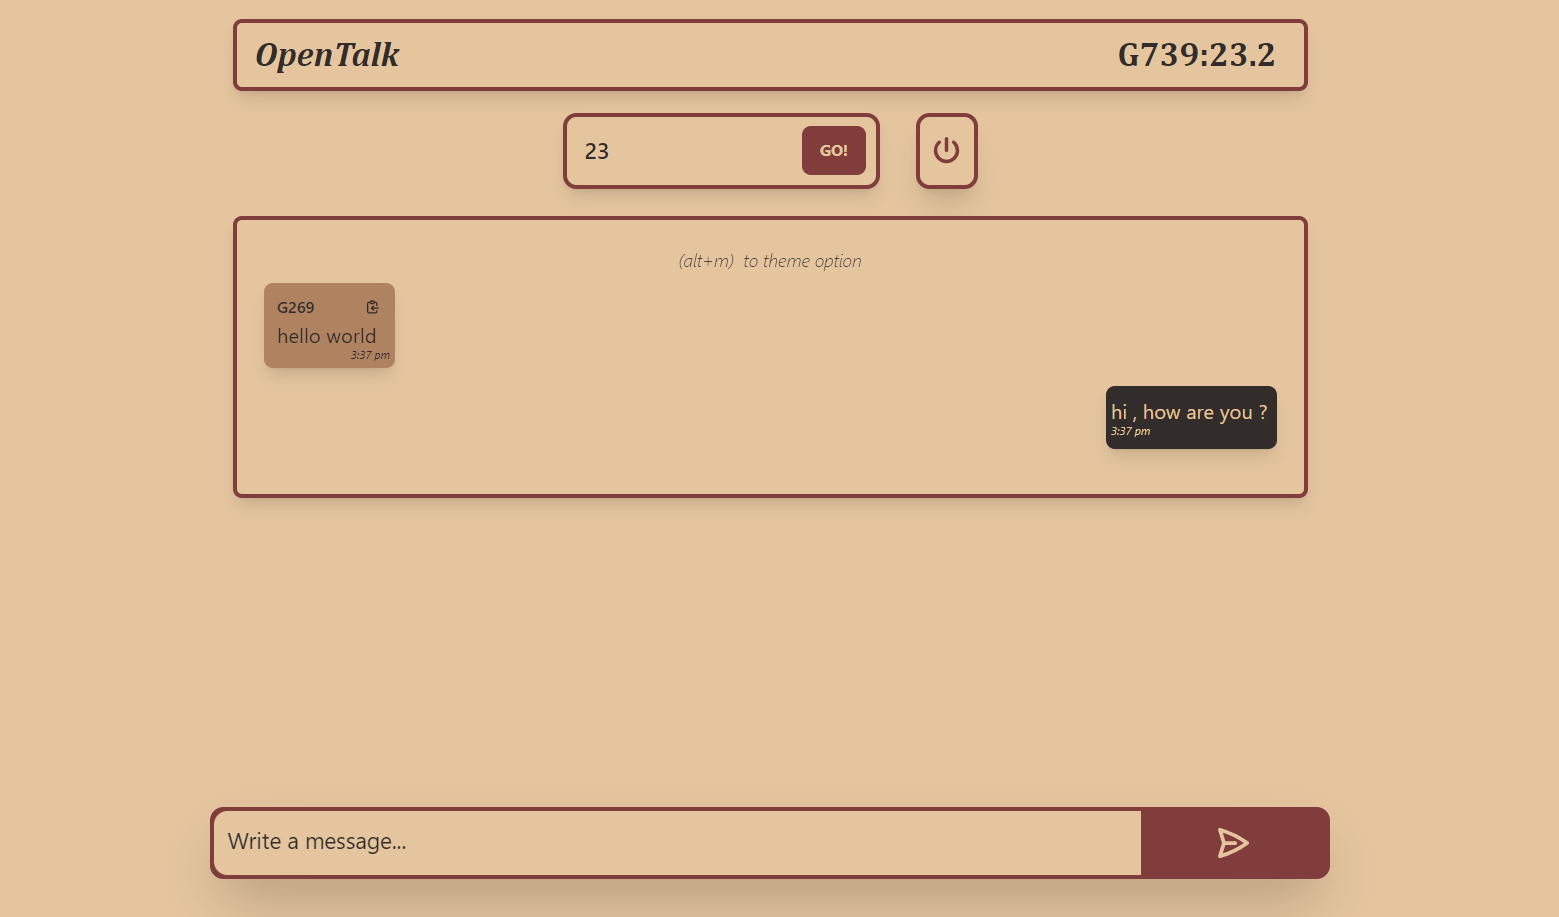 OpenTalk
G739:23.2
23
GO!
(alt+m) to theme option
G269
hello world
3:37 pm
hi , how are you ?
3:37 pm
Write a message...